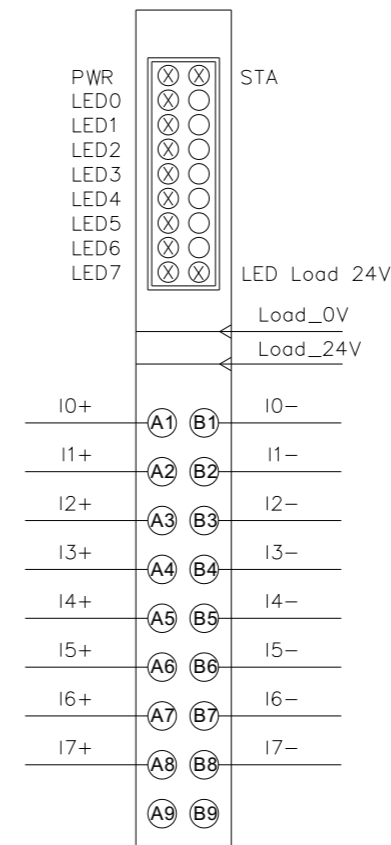 PWR STA
LED0
LED1
LED2
LED3
LED4
LED5
LED6
LED7 LED Load 24V
Load_0V
Load_24V
I0+ A1 B1 I0-
I1+ A2 B2 I1-
I2+ A3 B3 I2-
I3+ A4 B4 I3-
I4+ A5 B5 I4-
I5+ A6 B6 I5-
I6+ A7 B7 I6-
I7+ A8 B8 I7-
A9 B9